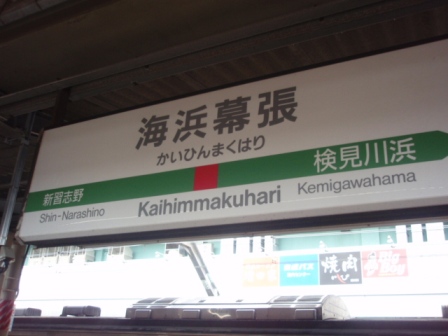 海浜幕張
かいひんまくはり
新習志野
検見川浜
Shin-Narashino
Kaihimmakuhari
Kemigawahama
焼肉